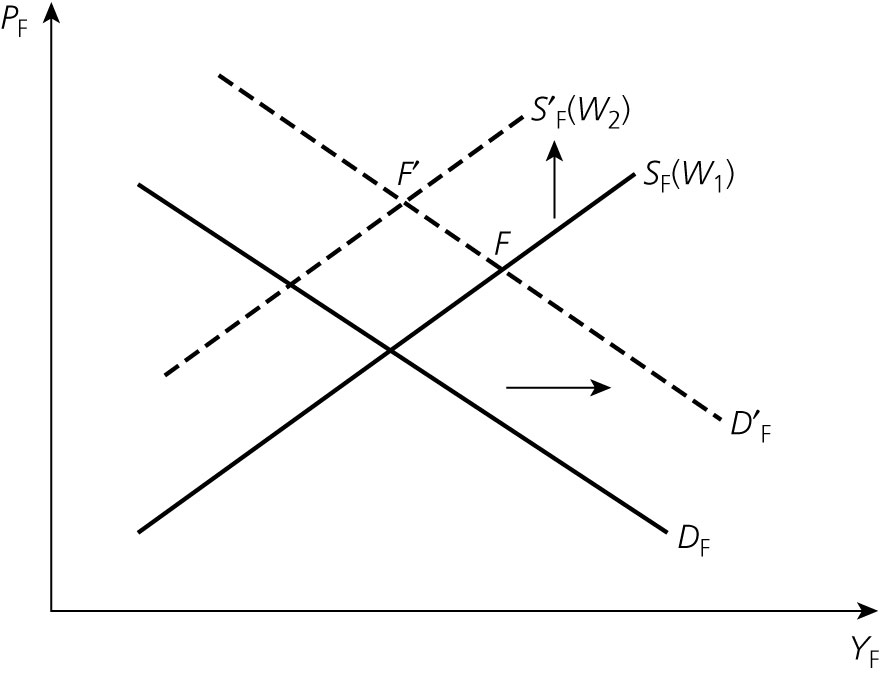 P_F
S′_F(W_2)
S_F(W_1)
F′
F
D′_F
D_F
Y_F